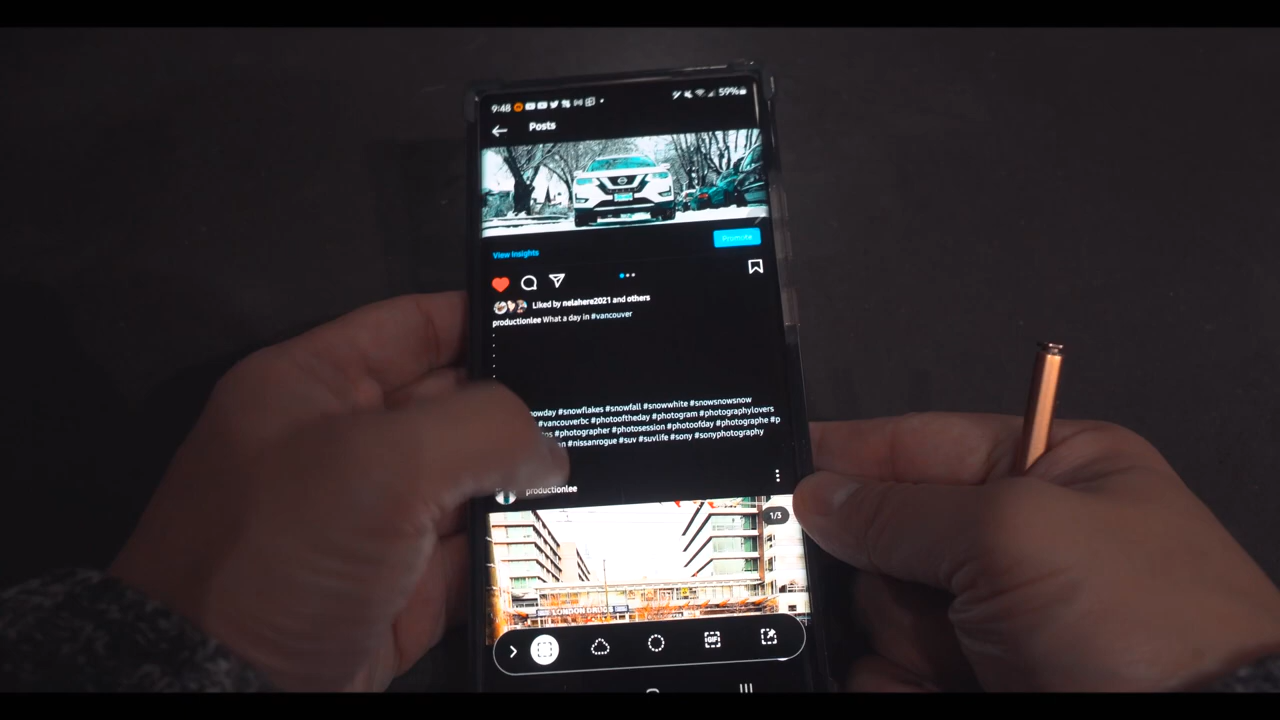 9:48
59%
Posts
View Insights
Promote
Liked by nelahere2021 and others
productionlee What a day in #vancouver
#snowflakes #snowfall #snowwhite #snowsnowsnow
#vancouverbc #photooftheday #photogram #photographylovers
#photographer #photosession #photoofday #photographe #p
#nissanrogue #suv #suvlife #sony #sonyphotography
productionlee
1/3
LONDON DRUGS
GIF